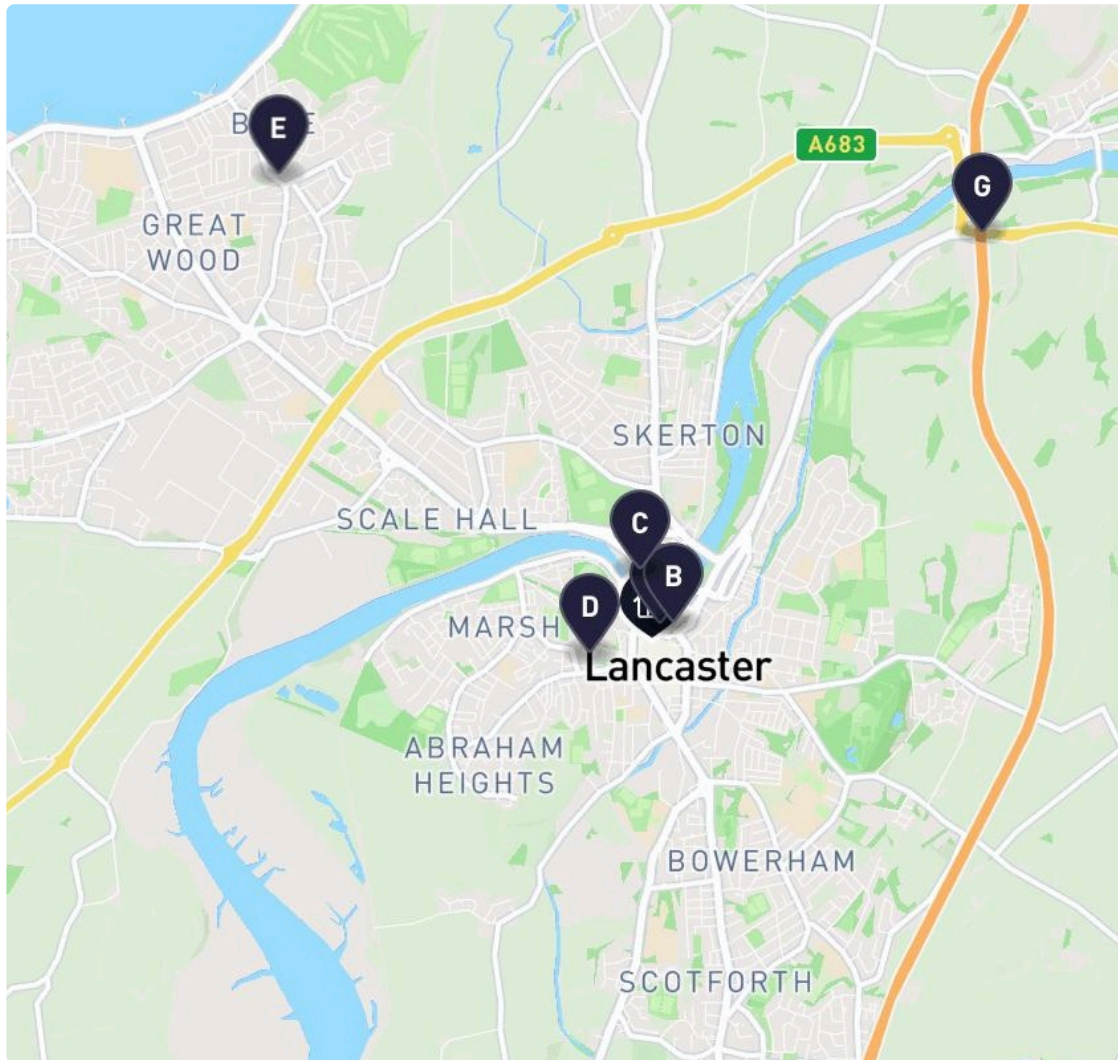 E
A683
G
GREAT
WOOD
SKERTON
SCALE HALL
C
B
D
MARSH
Lancaster
ABRAHAM
HEIGHTS
BOWERHAM
SCOTFORTH